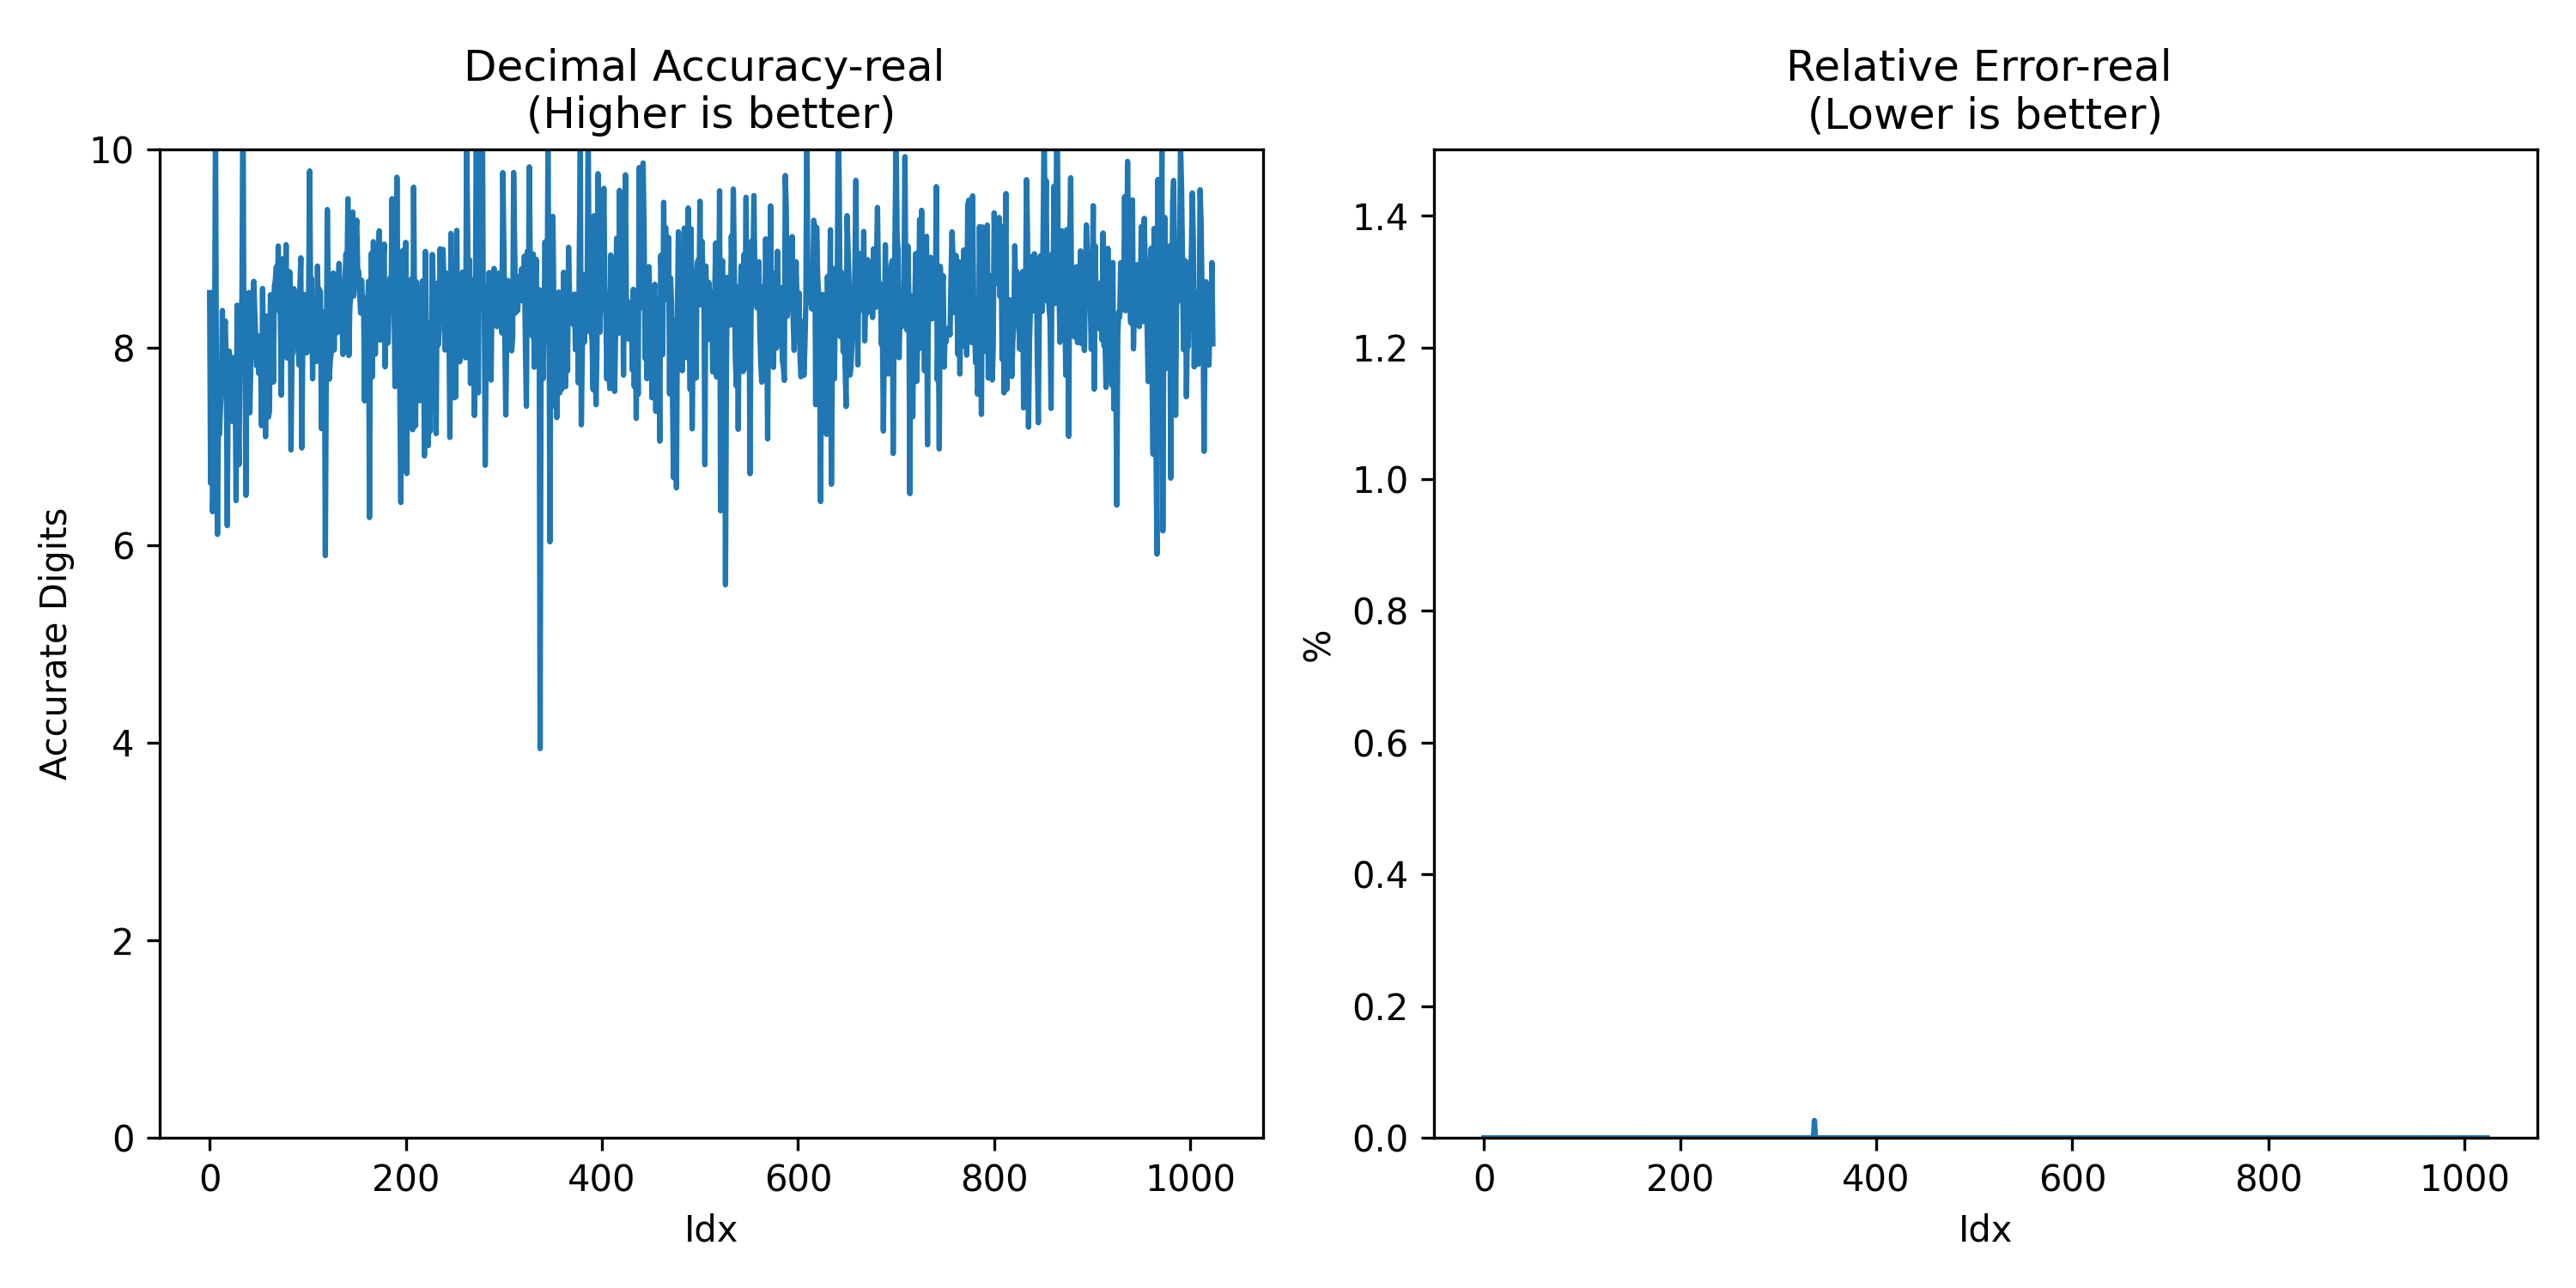 Decimal Accuracy-real
(Higher is better)
10
8
6
4
2
0
Accurate Digits
0 200 400 600 800 1000
Idx
Relative Error-real
(Lower is better)
1.4
1.2
1.0
0.8
0.6
0.4
0.2
0.0
%
0 200 400 600 800 1000
Idx